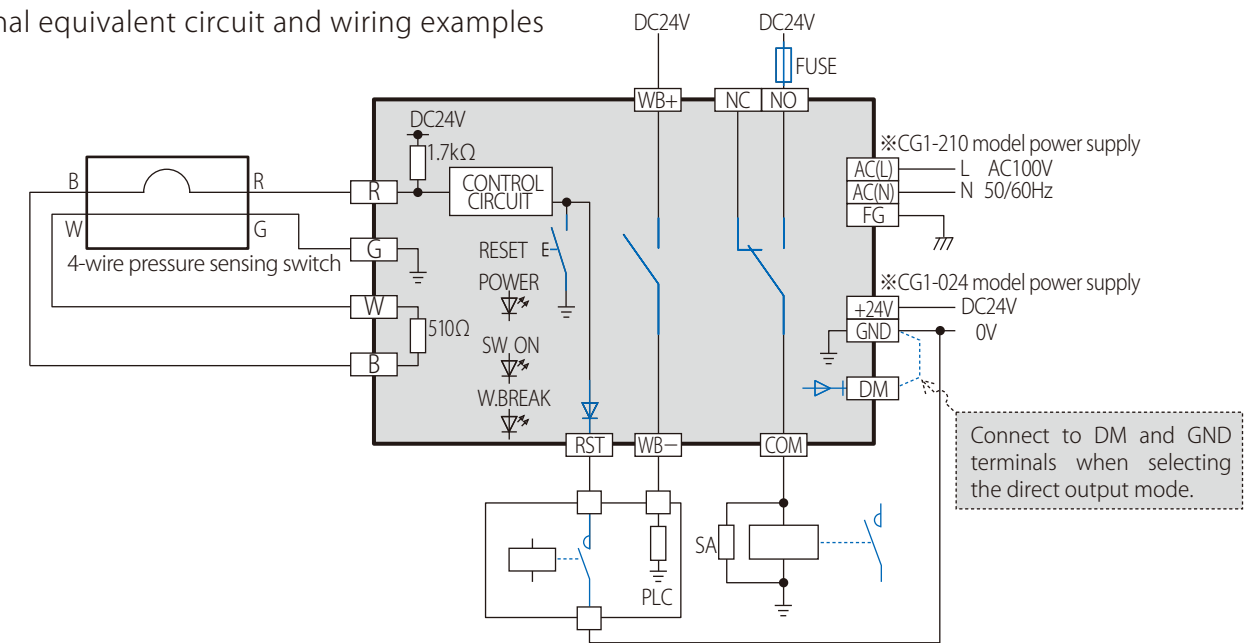 nal equivalent circuit and wiring examples
DC24V
DC24V
FUSE
WB+
NC
NO
DC24V
1.7kΩ
CONTROL
CIRCUIT
※CG1-210 model power supply
AC(L)
L AC100V
AC(N)
N 50/60Hz
FG
B
R
W
G
4-wire pressure sensing switch
R
G
W
B
510Ω
RESET
E
POWER
SW ON
W.BREAK
※CG1-024 model power supply
+24V
DC24V
GND
0V
DM
Connect to DM and GND
terminals when selecting
the direct output mode.
RST
WB−
COM
SA
PLC